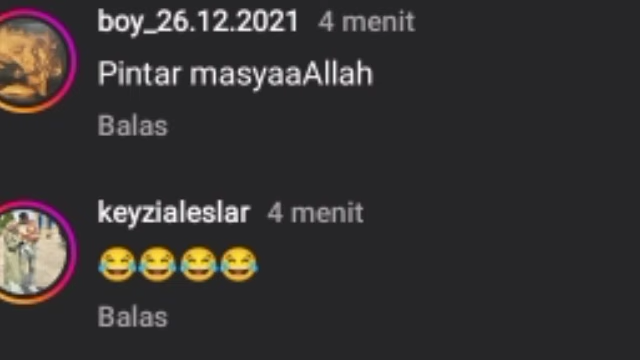 boy_26.12.2021 4 menit
Pintar masyaaAllah
Balas
keyzialeslar 4 menit
😂😂😂😂
Balas